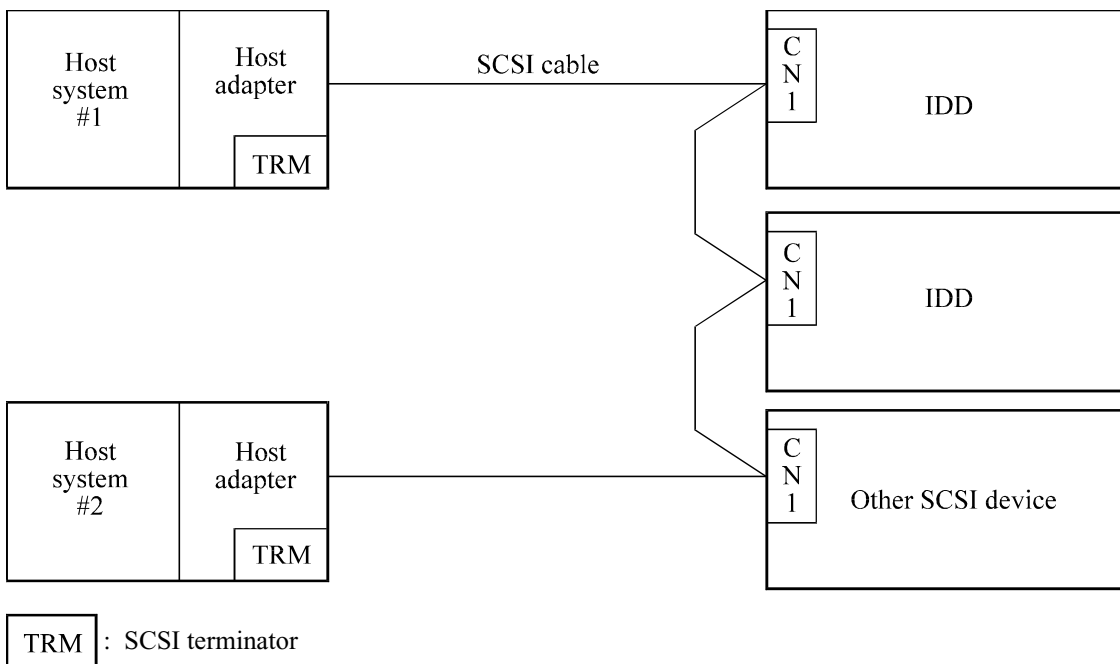 Host
system
#1
Host
adapter
TRM
SCSI cable
C
N
1
IDD
C
N
1
IDD
Host
system
#2
Host
adapter
TRM
C
N
1
Other SCSI device
TRM : SCSI terminator